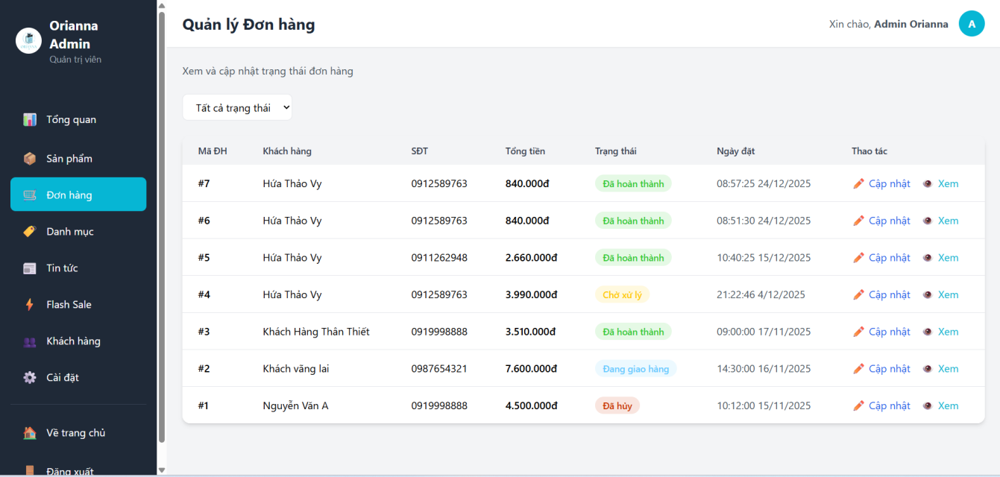 Orianna
Admin
Quản trị viên
Tổng quan
Sản phẩm
Đơn hàng
Danh mục
Tin tức
Flash Sale
Khách hàng
Cài đặt
Về trang chủ
Đăng xuất
Quản lý Đơn hàng
Xin chào, Admin Orianna A
Xem và cập nhật trạng thái đơn hàng
Tất cả trạng thái
Mã ĐH Khách hàng SĐT Tổng tiền Trạng thái Ngày đặt Thao tác
#7 Hứa Thảo Vy 0912589763 840.000đ Đã hoàn thành 08:57:25 24/12/2025 Cập nhật Xem
#6 Hứa Thảo Vy 0912589763 840.000đ Đã hoàn thành 08:51:30 24/12/2025 Cập nhật Xem
#5 Hứa Thảo Vy 0911262948 2.660.000đ Đã hoàn thành 10:40:25 15/12/2025 Cập nhật Xem
#4 Hứa Thảo Vy 0912589763 3.990.000đ Chờ xử lý 21:22:46 4/12/2025 Cập nhật Xem
#3 Khách Hàng Thân Thiết 0919998888 3.510.000đ Đã hoàn thành 09:00:00 17/11/2025 Cập nhật Xem
#2 Khách vãng lai 0987654321 7.600.000đ Đang giao hàng 14:30:00 16/11/2025 Cập nhật Xem
#1 Nguyễn Văn A 0919998888 4.500.000đ Đã hủy 10:12:00 15/11/2025 Cập nhật Xem